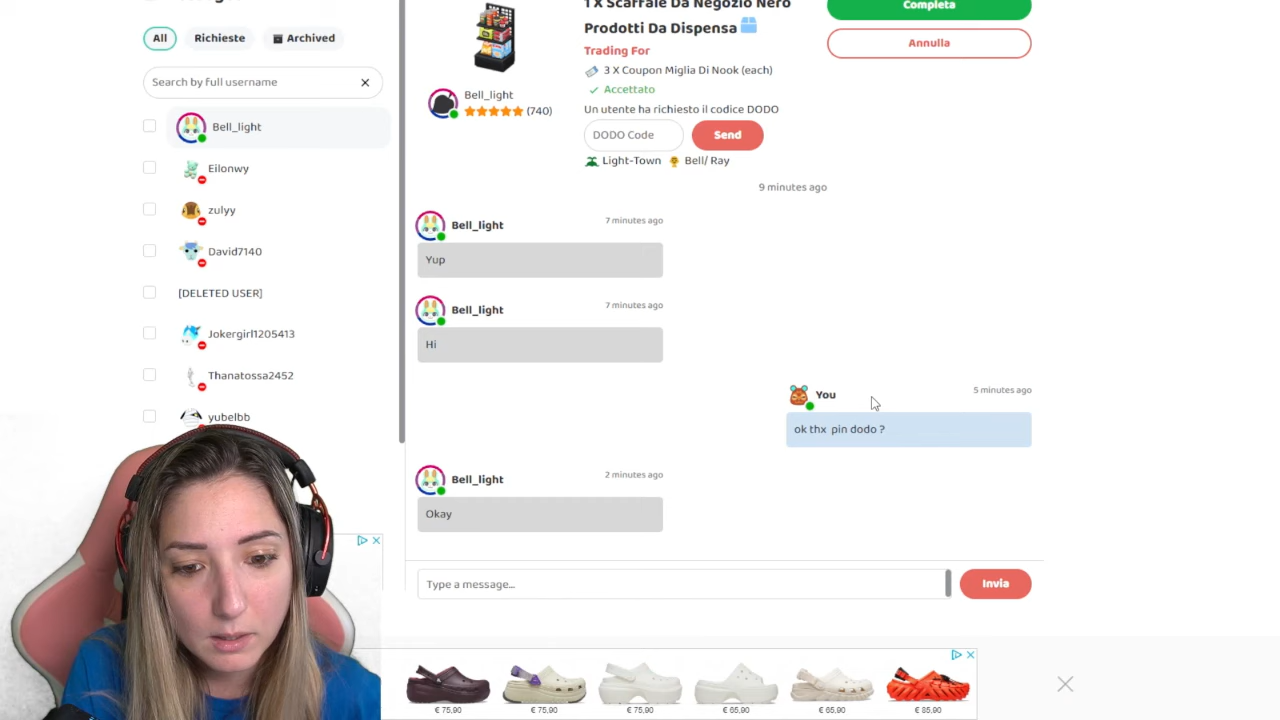 All
Richieste
Archived
Search by full username
Bell_light
Eilonwy
zulyy
David7140
[DELETED USER]
Jokergirl1205413
Thanatossa2452
yubelbb
1 X Scaffale Da Negozio Nero
Prodotti Da Dispensa
Trading For
3 X Coupon Miglia Di Nook (each)
Accettato
Un utente ha richiesto il codice DODO
DODO Code
Send
Light-Town
Bell/ Ray
Bell_light
(740)
Completa
Annulla
9 minutes ago
Bell_light
7 minutes ago
Yup
Bell_light
7 minutes ago
Hi
You
5 minutes ago
ok thx pin dodo ?
Bell_light
2 minutes ago
Okay
Type a message...
Invia
€ 75,90
€ 75,90
€ 75,90
€ 65,90
€ 65,90
€ 85,90